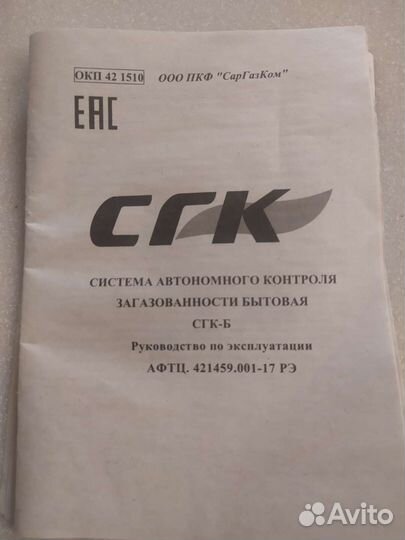 ОКП 42 1510 ООО ПКФ "СарГазКом"
ЕАС
СГК
СИСТЕМА АВТОНОМНОГО КОНТРОЛЯ
ЗАГАЗОВАННОСТИ БЫТОВАЯ
СГК-Б
Руководство по эксплуатации
АФТЦ. 421459.001-17 РЭ
Avito